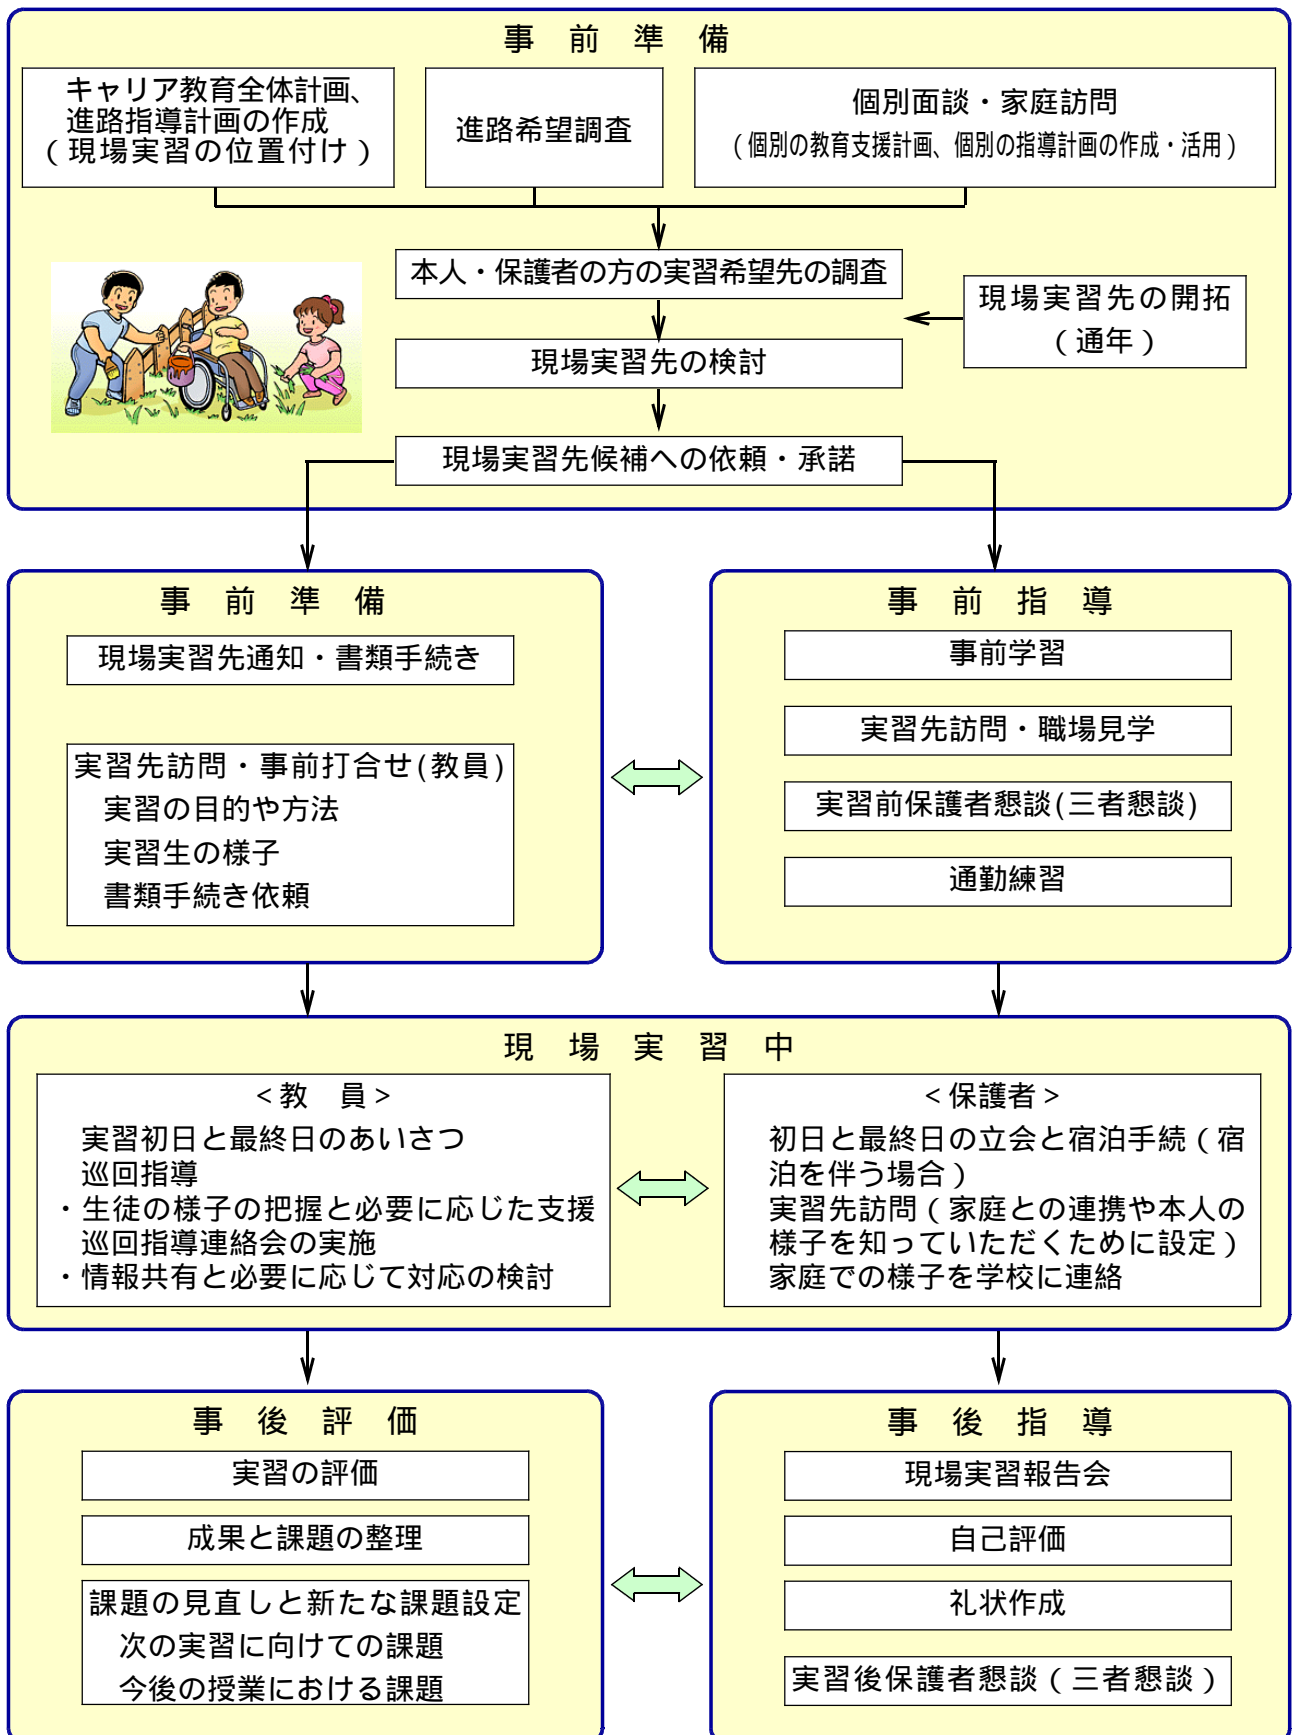 事 前 準 備
キャリア教育全体計画、
進路指導計画の作成
(現場実習の位置付け)
進路希望調査
個別面談・家庭訪問
(個別の教育支援計画、個別の指導計画の作成・活用)
本人・保護者の方の実習希望先の調査
現場実習先の開拓
(通年)
現場実習先の検討
現場実習先候補への依頼・承諾
事 前 準 備
現場実習先通知・書類手続き
実習先訪問・事前打合せ(教員)
実習の目的や方法
実習生の様子
書類手続き依頼
事 前 指 導
事前学習
実習先訪問・職場見学
実習前保護者懇談(三者懇談)
通勤練習
現 場 実 習 中
<教 員>
実習初日と最終日のあいさつ
巡回指導
・生徒の様子の把握と必要に応じた支援
巡回指導連絡会の実施
・情報共有と必要に応じて対応の検討
<保護者>
初日と最終日の立会と宿泊手続(宿
泊を伴う場合)
実習先訪問(家庭との連携や本人の
様子を知っていただくために設定)
家庭での様子を学校に連絡
事 後 評 価
実習の評価
成果と課題の整理
課題の見直しと新たな課題設定
次の実習に向けての課題
今後の授業における課題
事 後 指 導
現場実習報告会
自己評価
礼状作成
実習後保護者懇談(三者懇談)